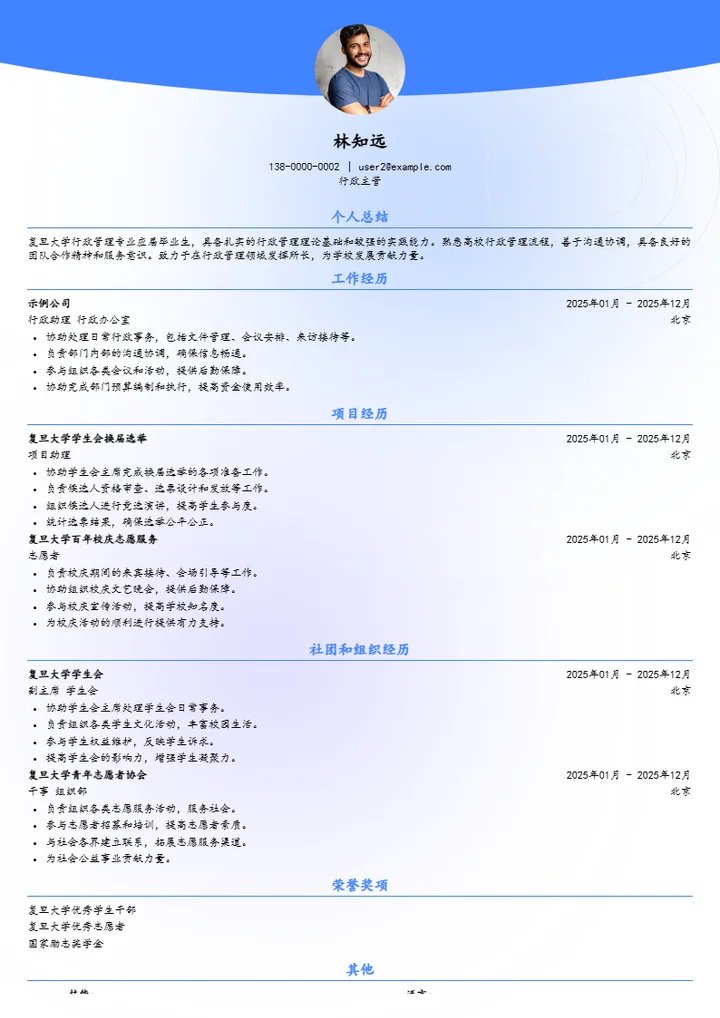 林知远
138-0000-0002 | user2@example.com
行政主管
个人总结
复旦大学行政管理专业应届毕业生，具备扎实的行政管理理论基础和较强的实践能力。熟悉高校行政管理流程，善于沟通协调，具备良好的
团队合作精神和服务意识。致力于在行政管理领域发挥所长，为学校发展贡献力量。
工作经历
示例公司 2025年01月 - 2025年12月
行政助理 行政办公室 北京
• 协助处理日常行政事务，包括文件管理、会议安排、来访接待等。
• 负责部门内部的沟通协调，确保信息畅通。
• 参与组织各类会议和活动，提供后勤保障。
• 协助完成部门预算编制和执行，提高资金使用效率。
项目经历
复旦大学学生会换届选举 2025年01月 - 2025年12月
项目助理 北京
• 协助学生会主席完成换届选举的各项准备工作。
• 负责候选人资格审查、选票设计和发放等工作。
• 组织候选人进行竞选演讲，提高学生参与度。
• 统计选票结果，确保选举公平公正。
复旦大学百年校庆志愿服务 2025年01月 - 2025年12月
志愿者 北京
• 负责校庆期间的来宾接待、会场引导等工作。
• 协助组织校庆文艺晚会，提供后勤保障。
• 参与校庆宣传活动，提高学校知名度。
• 为校庆活动的顺利进行提供有力支持。
社团和组织经历
复旦大学学生会 2025年01月 - 2025年12月
副主席 学生会 北京
• 协助学生会主席处理学生会日常事务。
• 负责组织各类学生文化活动，丰富校园生活。
• 参与学生权益维护，反映学生诉求。
• 提高学生会的影响力，增强学生凝聚力。
复旦大学青年志愿者协会 2025年01月 - 2025年12月
干事 组织部 北京
• 负责组织各类志愿服务活动，服务社会。
• 参与志愿者招募和培训，提高志愿者素质。
• 与社会各界建立联系，拓展志愿服务渠道。
• 为社会公益事业贡献力量。
荣誉奖项
复旦大学优秀学生干部
复旦大学优秀志愿者
国家励志奖学金
其他